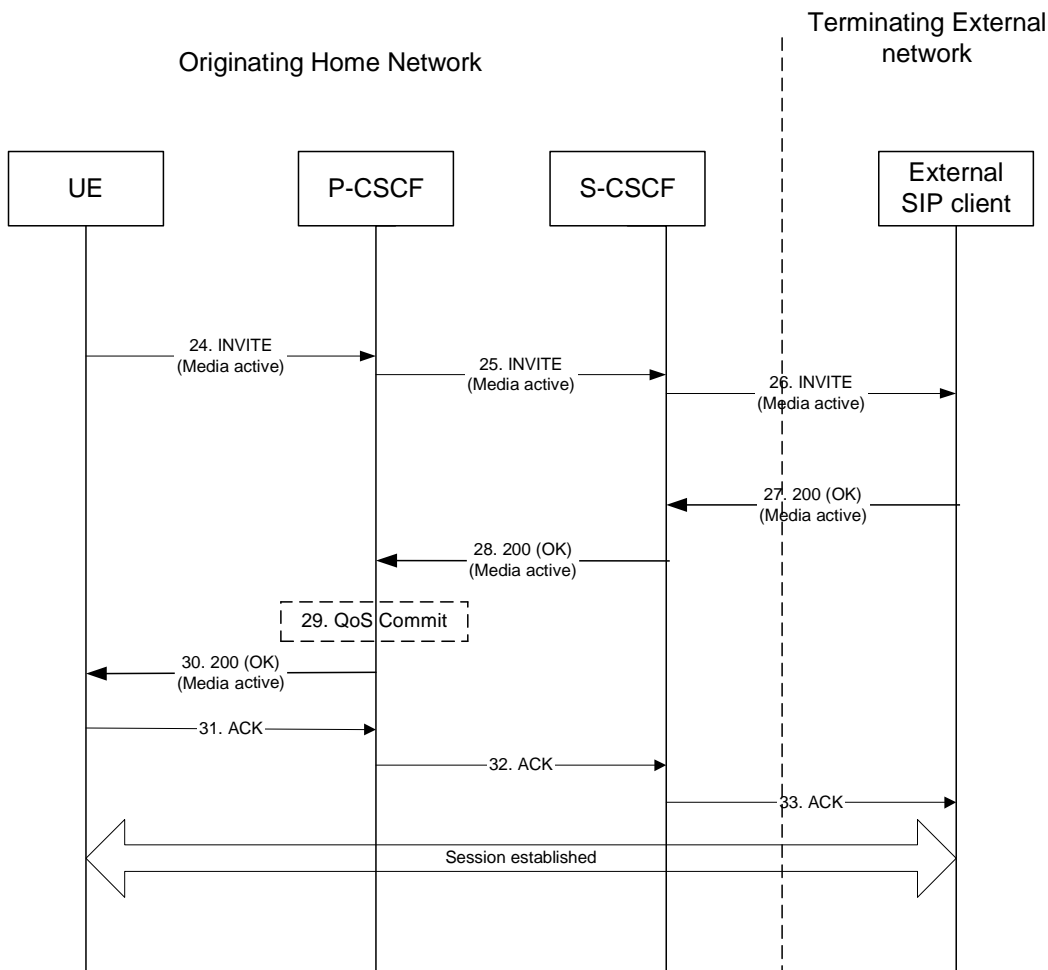 Terminating External
network
Originating Home Network
UE
P-CSCF
S-CSCF
External
SIP client
24. INVITE
(Media active)
25. INVITE
(Media active)
26. INVITE
(Media active)
27. 200 (OK)
(Media active)
28. 200 (OK)
(Media active)
29. QoS Commit
30. 200 (OK)
(Media active)
31. ACK
32. ACK
33. ACK
Session established